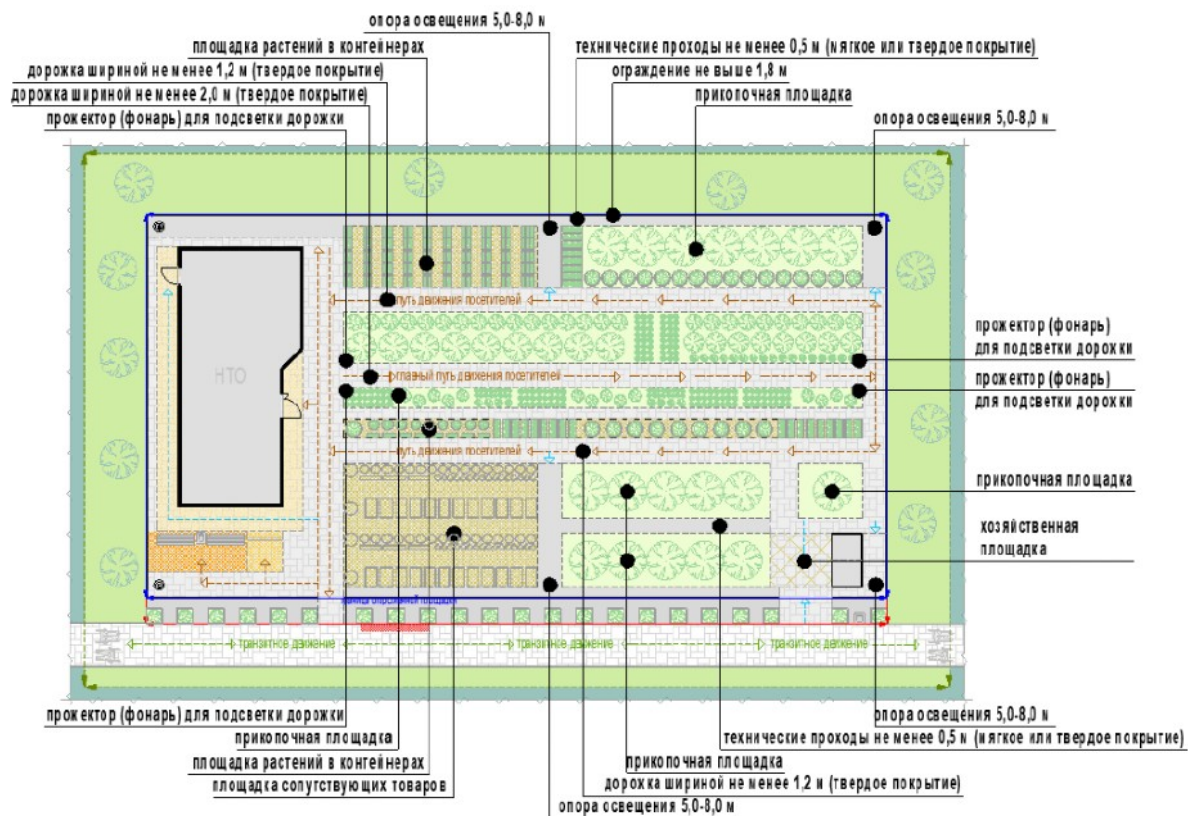 опора освещения 5,0-8,0 м
площадка растений в контейнерах
технические проходы не менее 0,5 м (мягкое или твердое покрытие)
дорожка шириной не менее 1,2 м (твердое покрытие)
ограждение не выше 1,8 м
дорожка шириной не менее 2,0 м (твердое покрытие)
прикопочная площадка
прожектор (фонарь) для подсветки дорожки
опора освещения 5,0-8,0 м
путь движения посетителей
прожектор (фонарь)
для подсветки дорожки
НТО
главный путь движения посетителей
прожектор (фонарь)
для подсветки дорожки
путь движения посетителей
прикопочная площадка
хозяйственная
площадка
транзитное движение
транзитное движение
транзитное движение
прожектор (фонарь) для подсветки дорожки
опора освещения 5,0-8,0 м
прикопочная площадка
технические проходы не менее 0,5 м (мягкое или твердое покрытие)
площадка растений в контейнерах
прикопочная площадка
площадка сопутствующих товаров
дорожка шириной не менее 1,2 м (твердое покрытие)
опора освещения 5,0-8,0 м